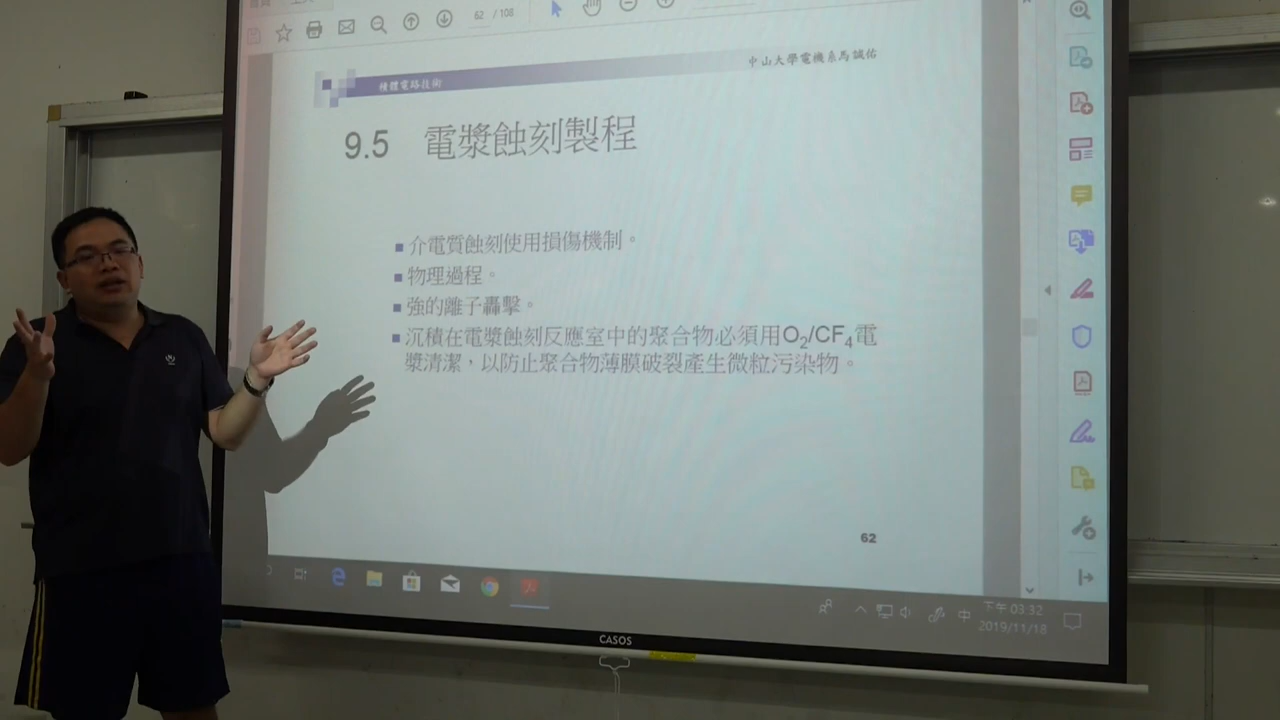 62 / 108
中山大學電機系馬誠佑
積體電路技術
9.5 電漿蝕刻製程
介電質蝕刻使用損傷機制。
物理過程。
強的離子轟擊。
沉積在電漿蝕刻反應室中的聚合物必須用O₂/CF₄電
漿清潔，以防止聚合物薄膜破裂產生微粒污染物。
62
中
下午 03:32
2019/11/18
CASOS